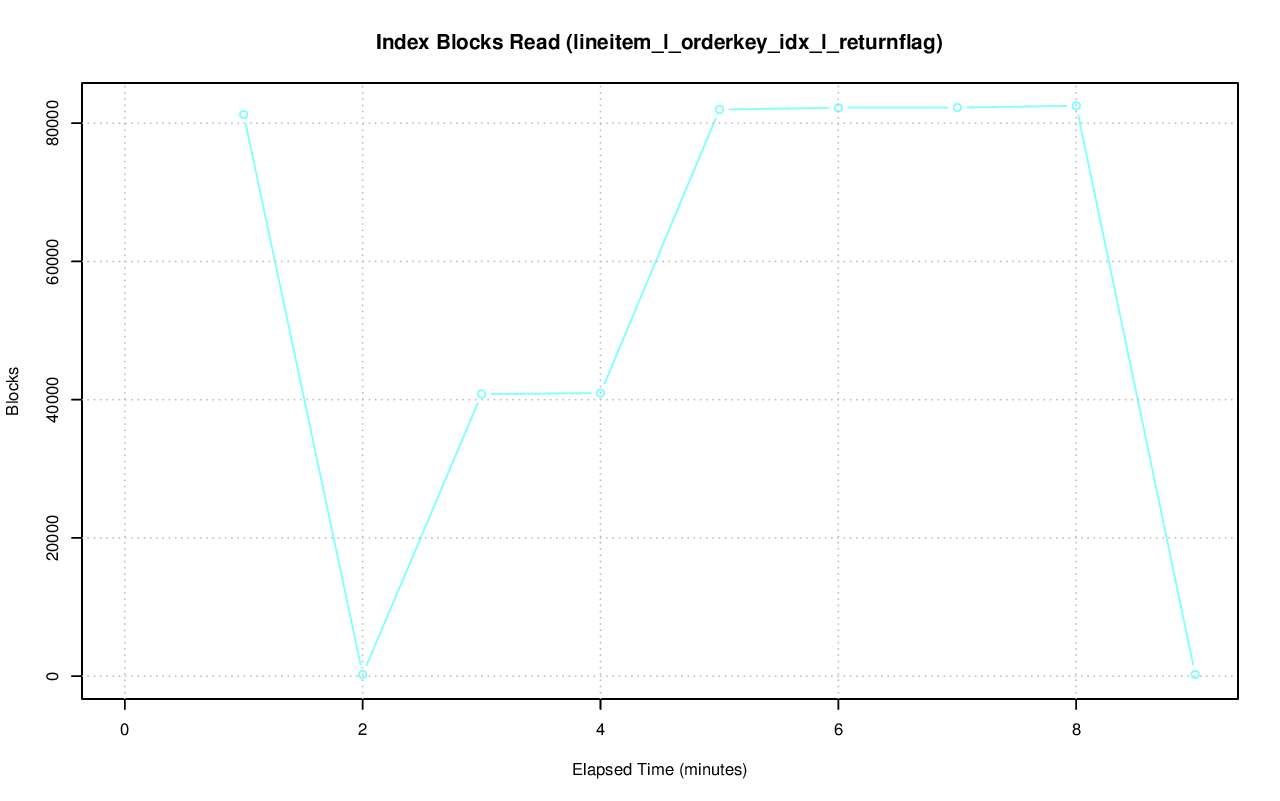 Index Blocks Read (lineitem_l_orderkey_idx_l_returnflag)
80000
60000
40000
20000
0
Blocks
0 2 4 6 8
Elapsed Time (minutes)